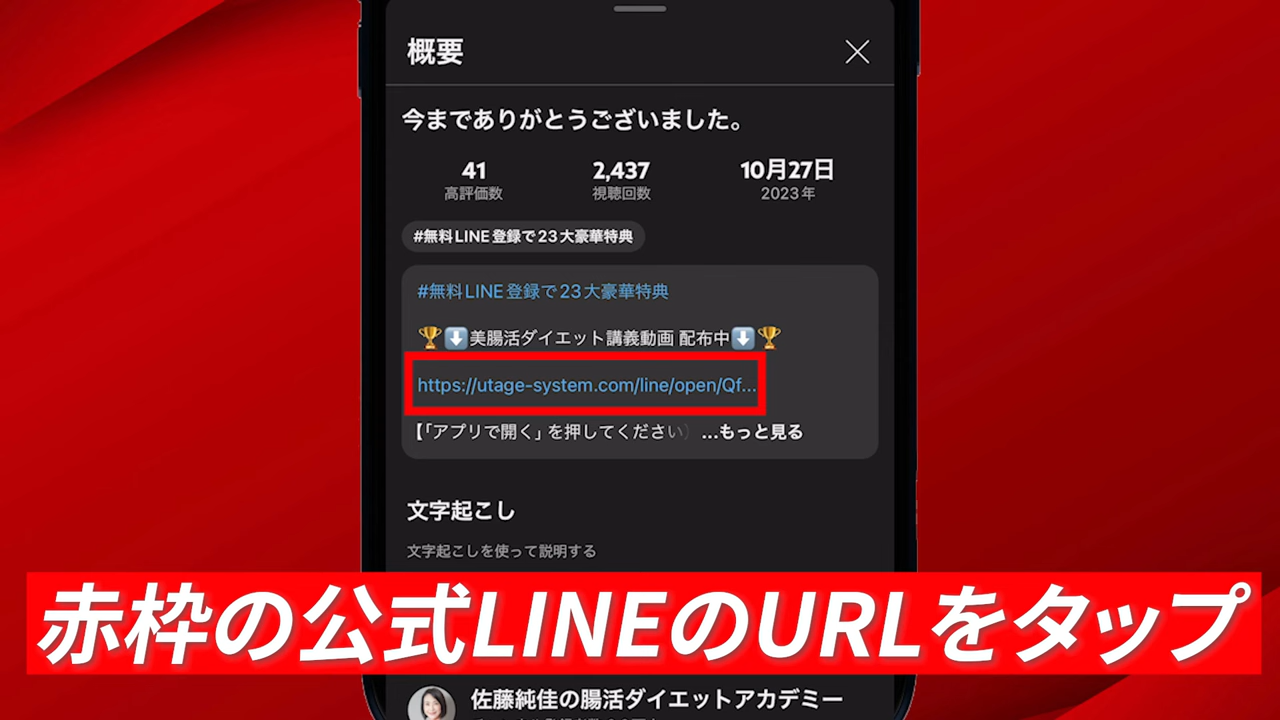 概要
今までありがとうございました。
41 2,437 10月27日
高評価数 視聴回数 2023年
#無料LINE登録で23大豪華特典
#無料LINE登録で23大豪華特典
🏆⬇️美腸活ダイエット講義動画 配布中⬇️🏆
https://utage-system.com/line/open/Qf...
【「アプリで開く」を押してください） ...もっと見る
文字起こし
文字起こしを使って説明する
赤枠の公式LINEのURLをタップ
佐藤純佳の腸活ダイエットアカデミー